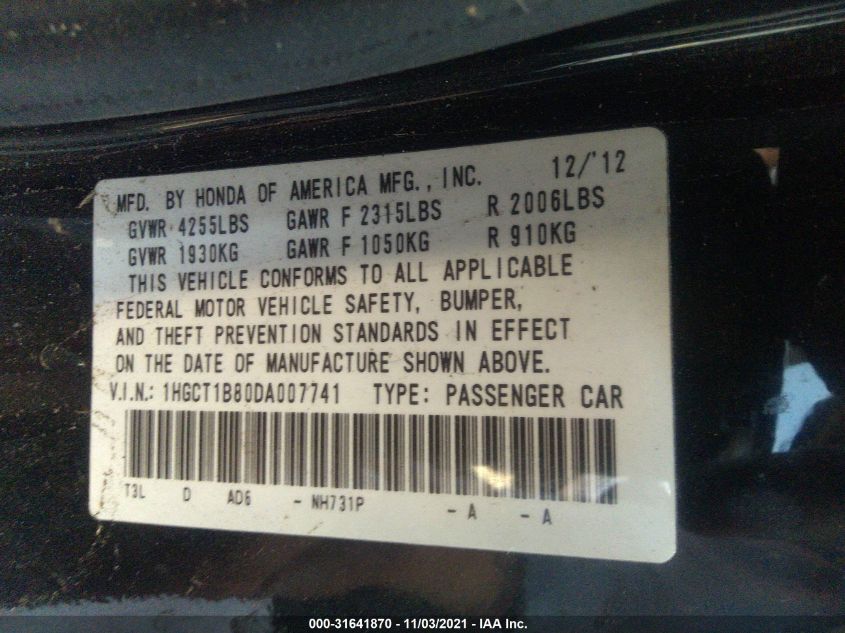 MFD. BY HONDA OF AMERICA MFG., INC. 12/'12
GVWR 4255LBS GAWR F 2315LBS R 2006LBS
GVWR 1930KG GAWR F 1050KG R 910KG
THIS VEHICLE CONFORMS TO ALL APPLICABLE
FEDERAL MOTOR VEHICLE SAFETY, BUMPER,
AND THEFT PREVENTION STANDARDS IN EFFECT
ON THE DATE OF MANUFACTURE SHOWN ABOVE.
V.I.N.: 1HGCT1B80DA007741 TYPE: PASSENGER CAR
T3L D AD6 - NH731P - A - A
000-31641870 - 11/03/2021 - IAA Inc.